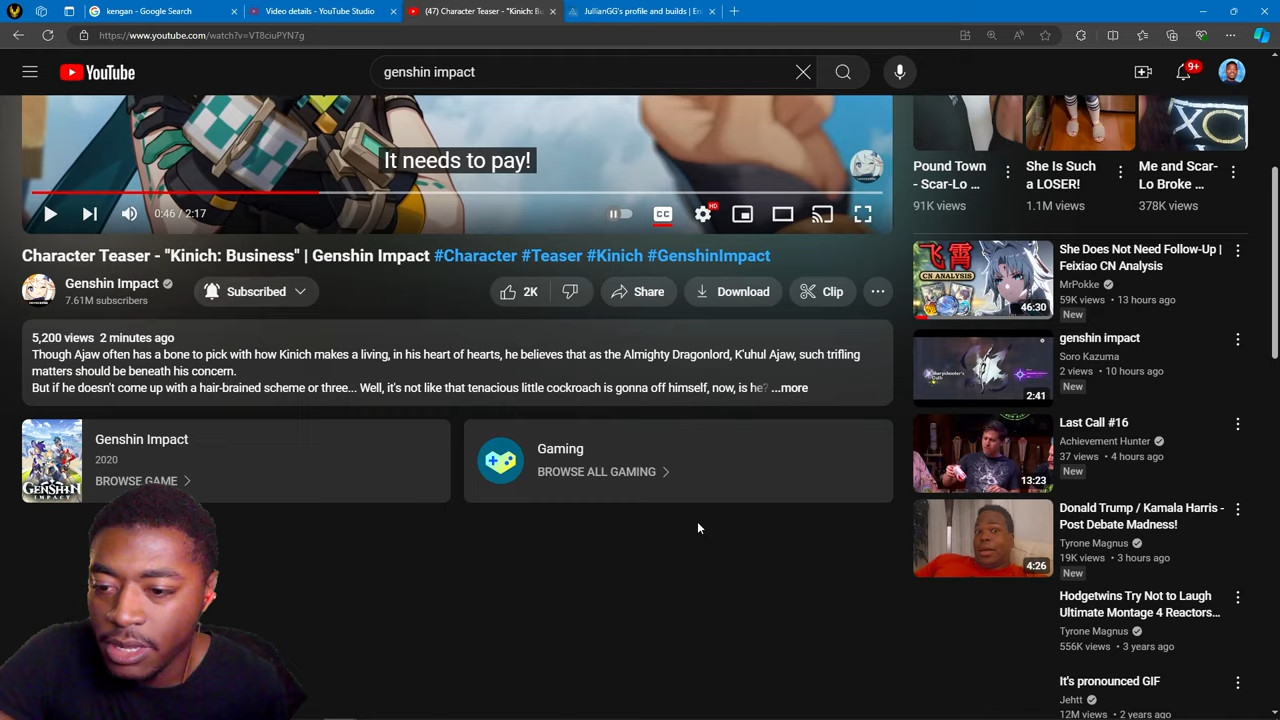 kengan - Google Search
Video details - YouTube Studio
(47) Character Teaser - "Kinich: Bu
JullianGG's profile and builds | En
https://www.youtube.com/watch?v=VT8ciuPYN7g
YouTube
genshin impact
9+
It needs to pay!
0:46 / 2:17
CC
HD
Character Teaser - "Kinich: Business" | Genshin Impact #Character #Teaser #Kinich #GenshinImpact
Genshin Impact
7.61M subscribers
Subscribed
2K
Share
Download
Clip
5,200 views 2 minutes ago
Though Ajaw often has a bone to pick with how Kinich makes a living, in his heart of hearts, he believes that as the Almighty Dragonlord, K'uhul Ajaw, such trifling
matters should be beneath his concern.
But if he doesn't come up with a hair-brained scheme or three... Well, it's not like that tenacious little cockroach is gonna off himself, now, is he? ...more
GENSHIN
IMPACT
Genshin Impact
2020
BROWSE GAME
Gaming
BROWSE ALL GAMING
XC
Pound Town
- Scar-Lo ...
91K views
She Is Such
a LOSER!
1.1M views
Me and Scar-
Lo Broke ...
378K views
飞霄
CN ANALYSIS
46:30
She Does Not Need Follow-Up |
Feixiao CN Analysis
MrPokke
59K views • 13 hours ago
New
2:41
genshin impact
Soro Kazuma
2 views • 10 hours ago
New
13:23
Last Call #16
Achievement Hunter
37 views • 4 hours ago
New
4:26
Donald Trump / Kamala Harris -
Post Debate Madness!
Tyrone Magnus
19K views • 3 hours ago
New
Hodgetwins Try Not to Laugh
Ultimate Montage 4 Reactors...
Tyrone Magnus
556K views • 3 years ago
It's pronounced GIF
Jehtt
12M views • 2 years ago